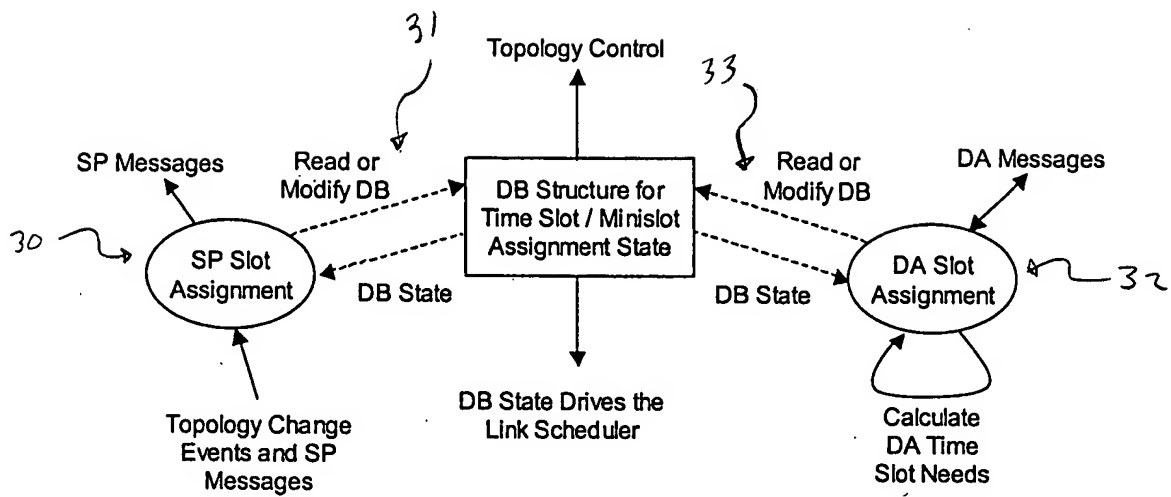 31
Topology Control
33
SP Messages
Read or
Modify DB
DB Structure for
Time Slot / Minislot
Assignment State
Read or
Modify DB
DA Messages
30
SP Slot
Assignment
DB State
DB State
DA Slot
Assignment
32
Topology Change
Events and SP
Messages
DB State Drives the
Link Scheduler
Calculate
DA Time
Slot Needs